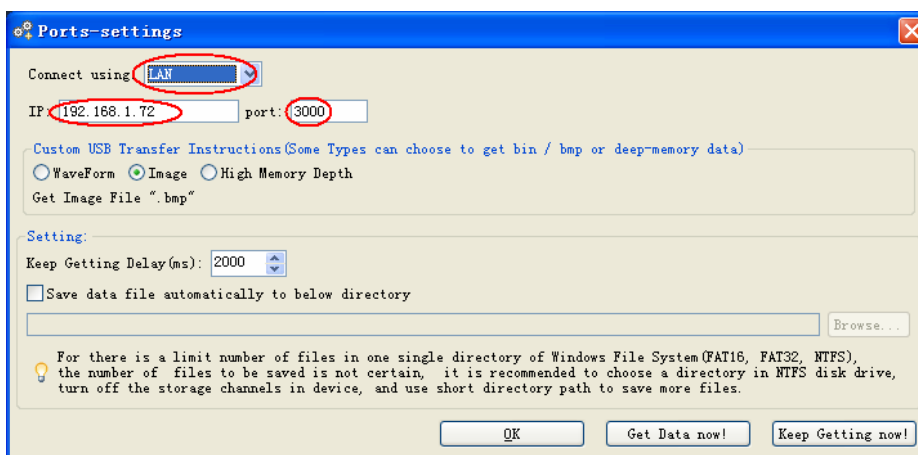 Ports-settings
Connect using LAN
IP: 192.168.1.72 port: 3000
Custom USB Transfer Instructions(Some Types can choose to get bin / bmp or deep-memory data)
WaveForm Image High Memory Depth
Get Image File ".bmp"
Setting:
Keep Getting Delay(ms): 2000
Save data file automatically to below directory
Browse...
For there is a limit number of files in one single directory of Windows File System(FAT16, FAT32, NTFS),
the number of files to be saved is not certain, it is recommended to choose a directory in NTFS disk drive,
turn off the storage channels in device, and use short directory path to save more files.
OK Get Data now! Keep Getting now!